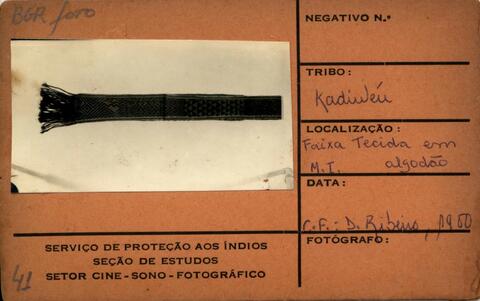 BGR foto
NEGATIVO N.º
TRIBO:
Kadiwéu
LOCALIZAÇÃO:
Faixa Tecida em
M.I. algodão
DATA:
C.F.: D. Ribeiro,
FOTÓGRAFO:
SERVIÇO DE PROTEÇÃO AOS ÍNDIOS
SEÇÃO DE ESTUDOS
SETOR CINE-SONO-FOTOGRÁFICO
41